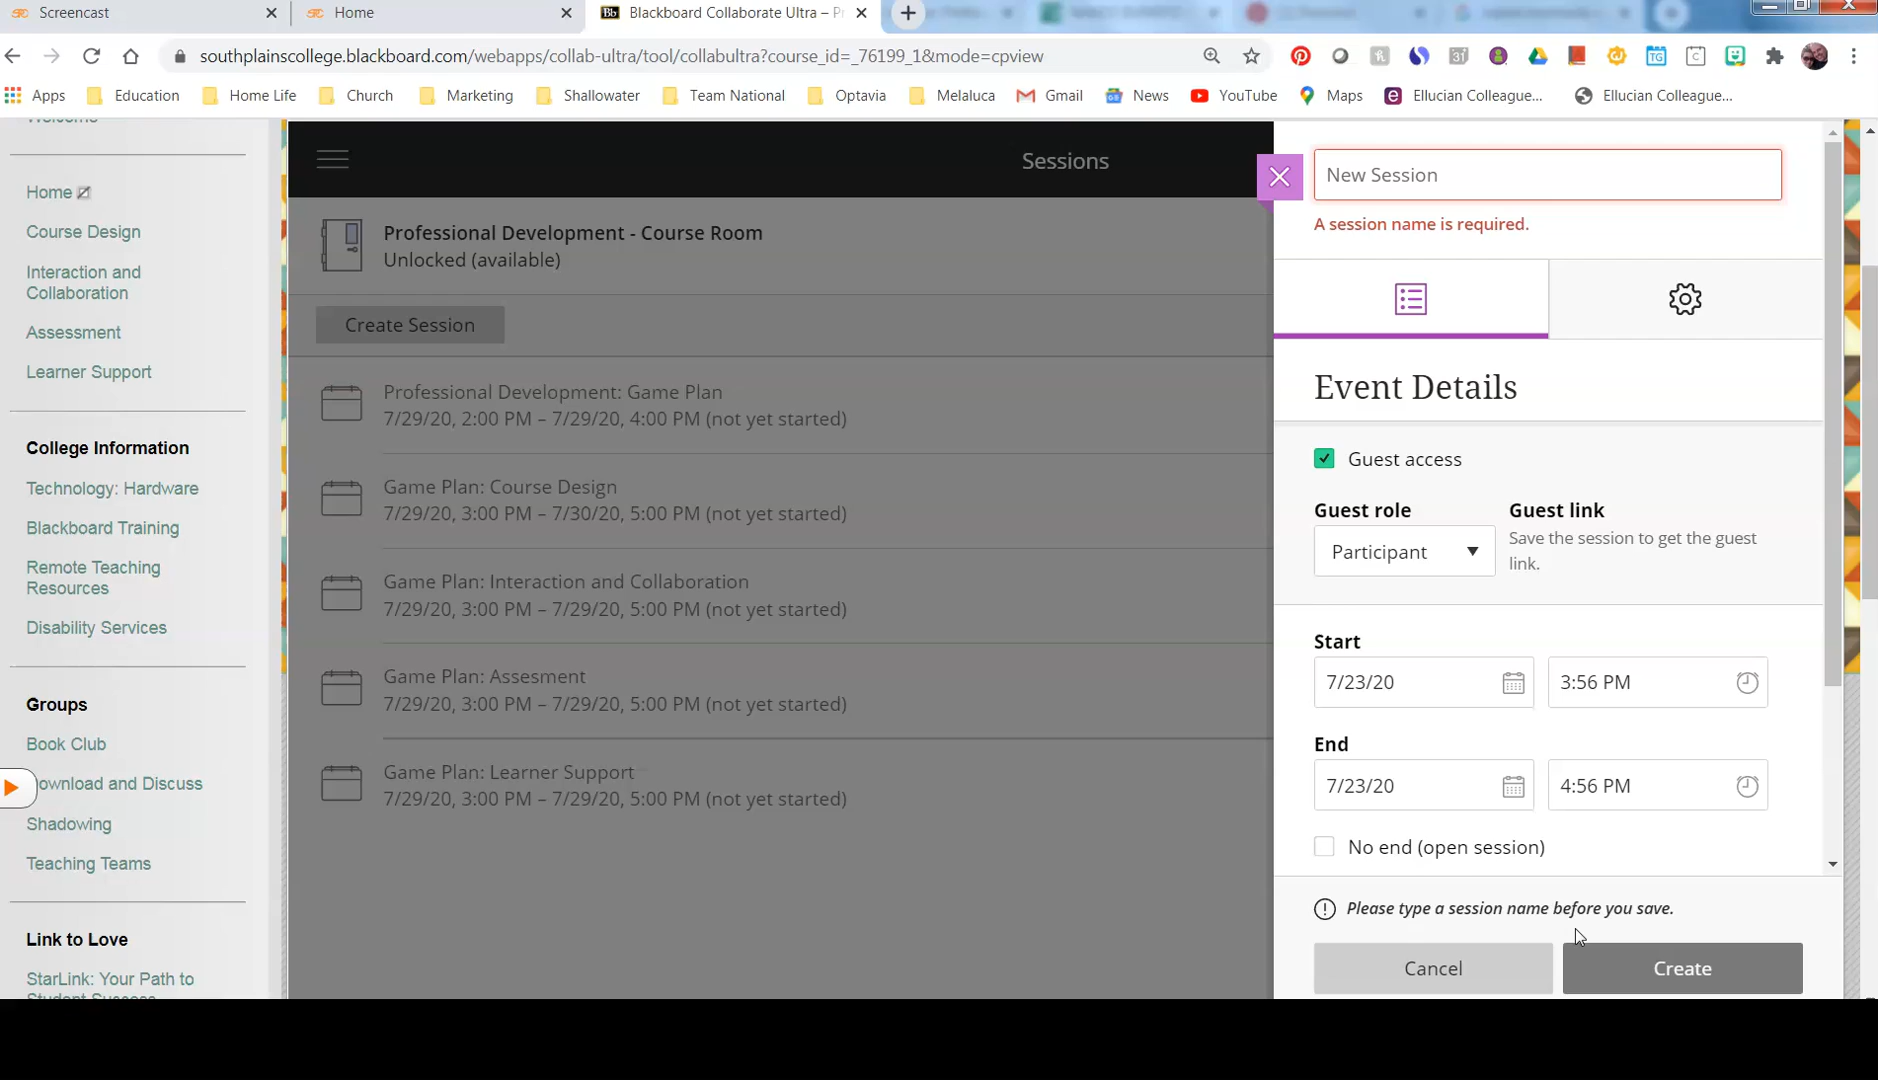 Screencast
Home
Blackboard Collaborate Ultra – P
southplainscollege.blackboard.com/webapps/collab-ultra/tool/collabultra?course_id=_76199_1&mode=cpview
Apps
Education
Home Life
Church
Marketing
Shallowater
Team National
Optavia
Melaluca
Gmail
News
YouTube
Maps
Ellucian Colleague...
Ellucian Colleague...
Welcome
Home
Course Design
Interaction and
Collaboration
Assessment
Learner Support
College Information
Technology: Hardware
Blackboard Training
Remote Teaching
Resources
Disability Services
Groups
Book Club
ownload and Discuss
Shadowing
Teaching Teams
Link to Love
StarLink: Your Path to
Student Success
Sessions
Professional Development - Course Room
Unlocked (available)
Create Session
Professional Development: Game Plan
7/29/20, 2:00 PM – 7/29/20, 4:00 PM (not yet started)
Game Plan: Course Design
7/29/20, 3:00 PM – 7/30/20, 5:00 PM (not yet started)
Game Plan: Interaction and Collaboration
7/29/20, 3:00 PM – 7/29/20, 5:00 PM (not yet started)
Game Plan: Assesment
7/29/20, 3:00 PM – 7/29/20, 5:00 PM (not yet started)
Game Plan: Learner Support
7/29/20, 3:00 PM – 7/29/20, 5:00 PM (not yet started)
New Session
A session name is required.
Event Details
Guest access
Guest role
Guest link
Participant
Save the session to get the guest
link.
Start
7/23/20
3:56 PM
End
7/23/20
4:56 PM
No end (open session)
Please type a session name before you save.
Cancel
Create